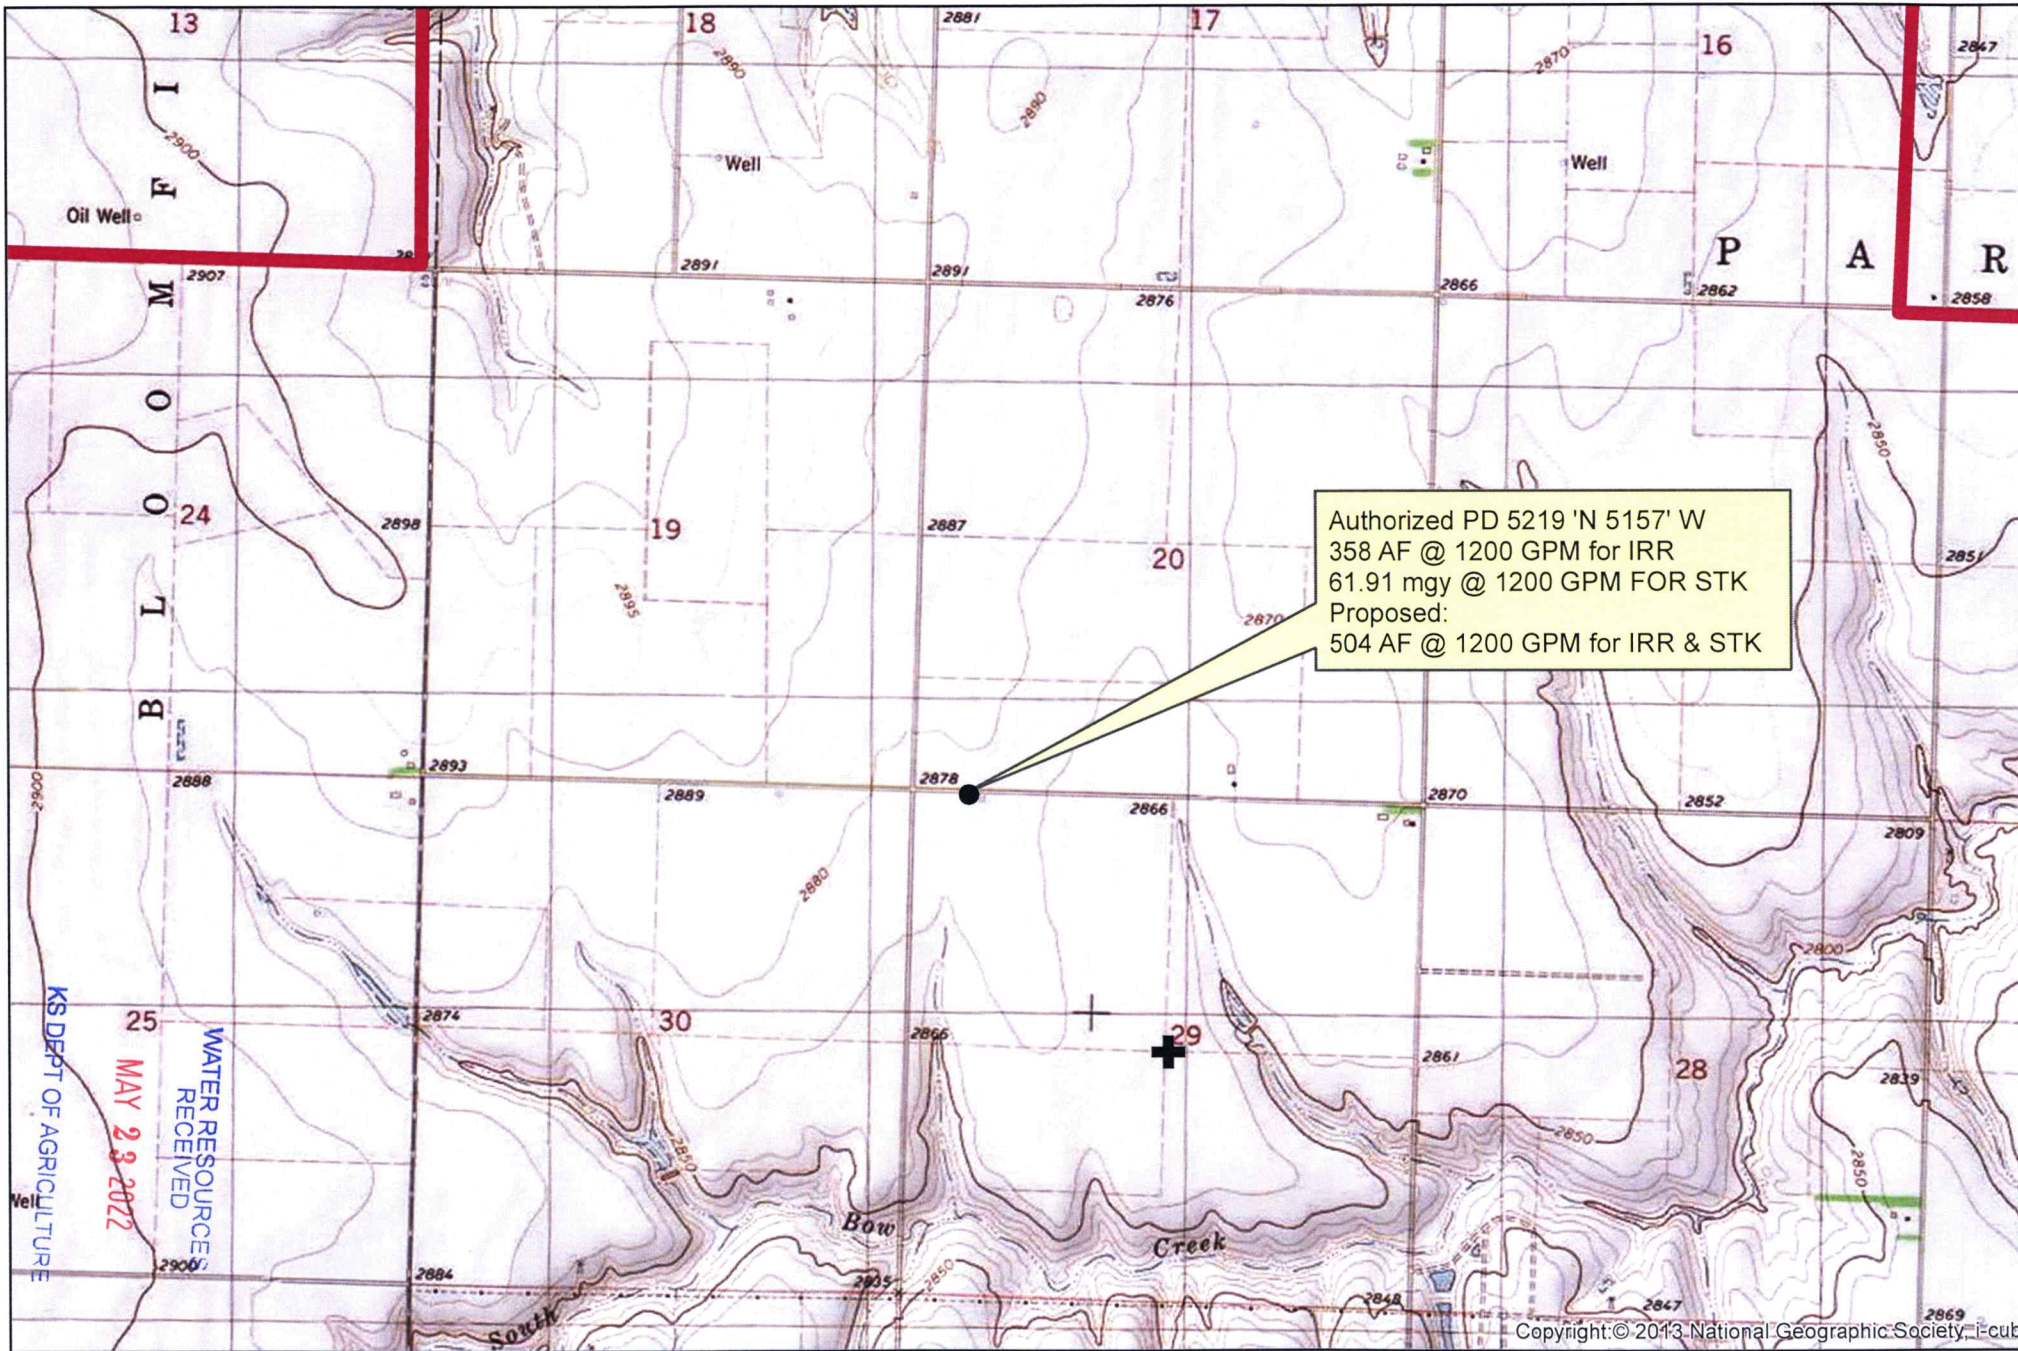 13
18
2881
17
16
2847
2890
2890
2870
2900
Well
Well
Oil Well
BLOOMFI
PAR
2907
2891
2891
2876
2866
2862
2858
2850
24
2898
19
2887
20
2851
2895
2870
Authorized PD 5219 'N 5157' W
358 AF @ 1200 GPM for IRR
61.91 mgy @ 1200 GPM FOR STK
Proposed:
504 AF @ 1200 GPM for IRR & STK
2900
2888
2893
2889
2878
2866
2870
2852
2809
2880
2800
25
2874
30
2866
29
2861
28
2839
WATER RESOURCES
RECEIVED
MAY 23 2022
KS DEPT OF AGRICULTURE
2850
2850
2850
Well
Bow
Creek
2900
2884
2835
2850
2848
2847
2869
South
Copyright:© 2013 National Geographic Society, i-cub